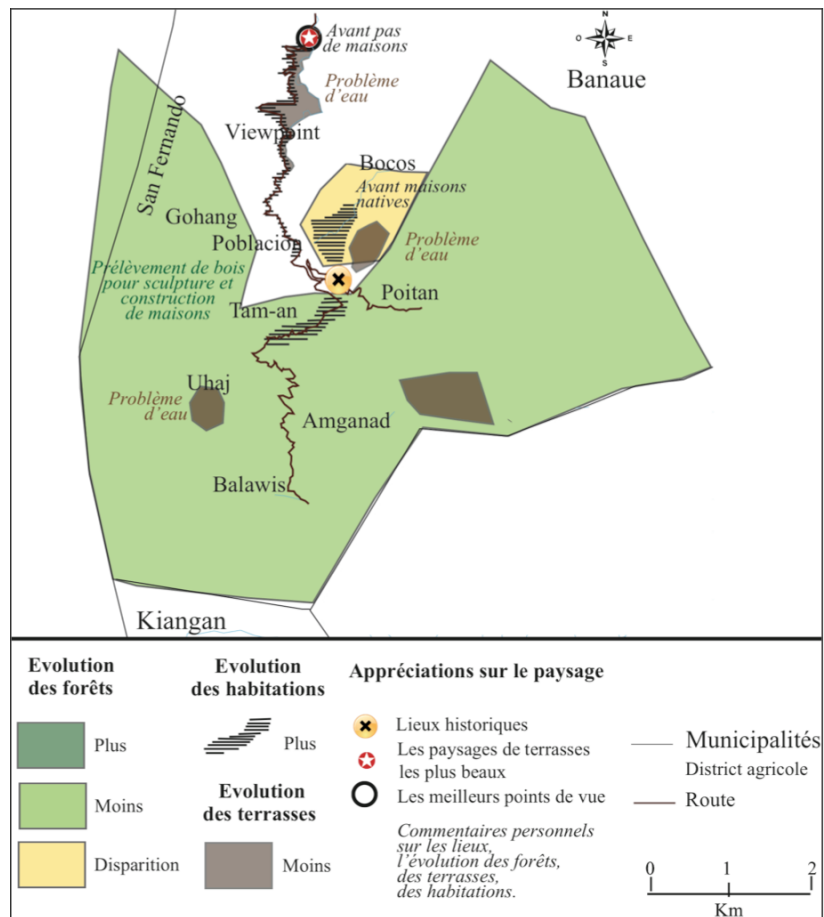 Avant pas
de maisons
N
O
E
S
Banaue
Problème
d'eau
San Fernando
Viewpoint
Bocos
Avant maisons
natives
Gohang
Poblacion
Problème
d'eau
Prélèvement de bois
pour sculpture et
construction
de maisons
Poitan
Tam-an
Uhaj
Problème
d'eau
Amganad
Balawis
Kiangan
Evolution
des forêts
Plus
Moins
Disparition
Evolution
des habitations
Plus
Evolution
des terrasses
Moins
Appréciations sur le paysage
Lieux historiques
Les paysages de terrasses
les plus beaux
Les meilleurs points de vue
Commentaires personnels
sur les lieux,
l'évolution des forêts,
des terrasses,
des habitations.
Municipalités
District agricole
Route
0 1 2
Km